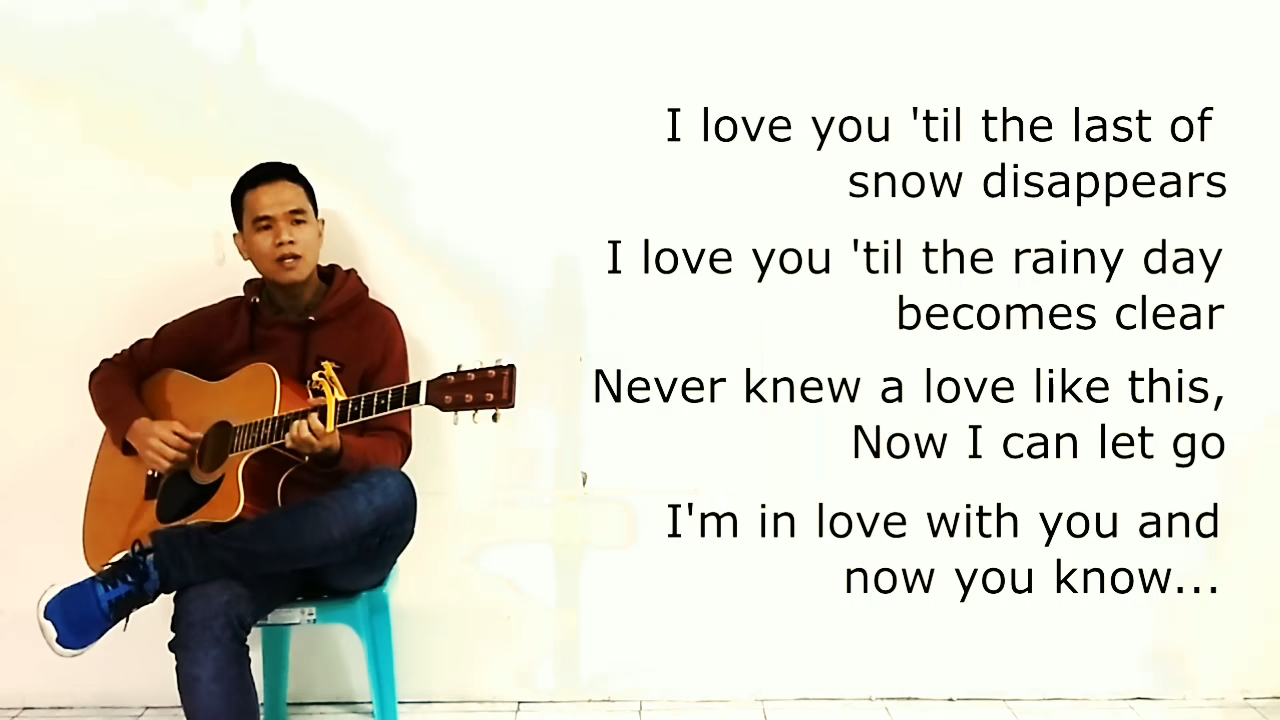 I love you 'til the last of
snow disappears
I love you 'til the rainy day
becomes clear
Never knew a love like this,
Now I can let go
I'm in love with you and
now you know...